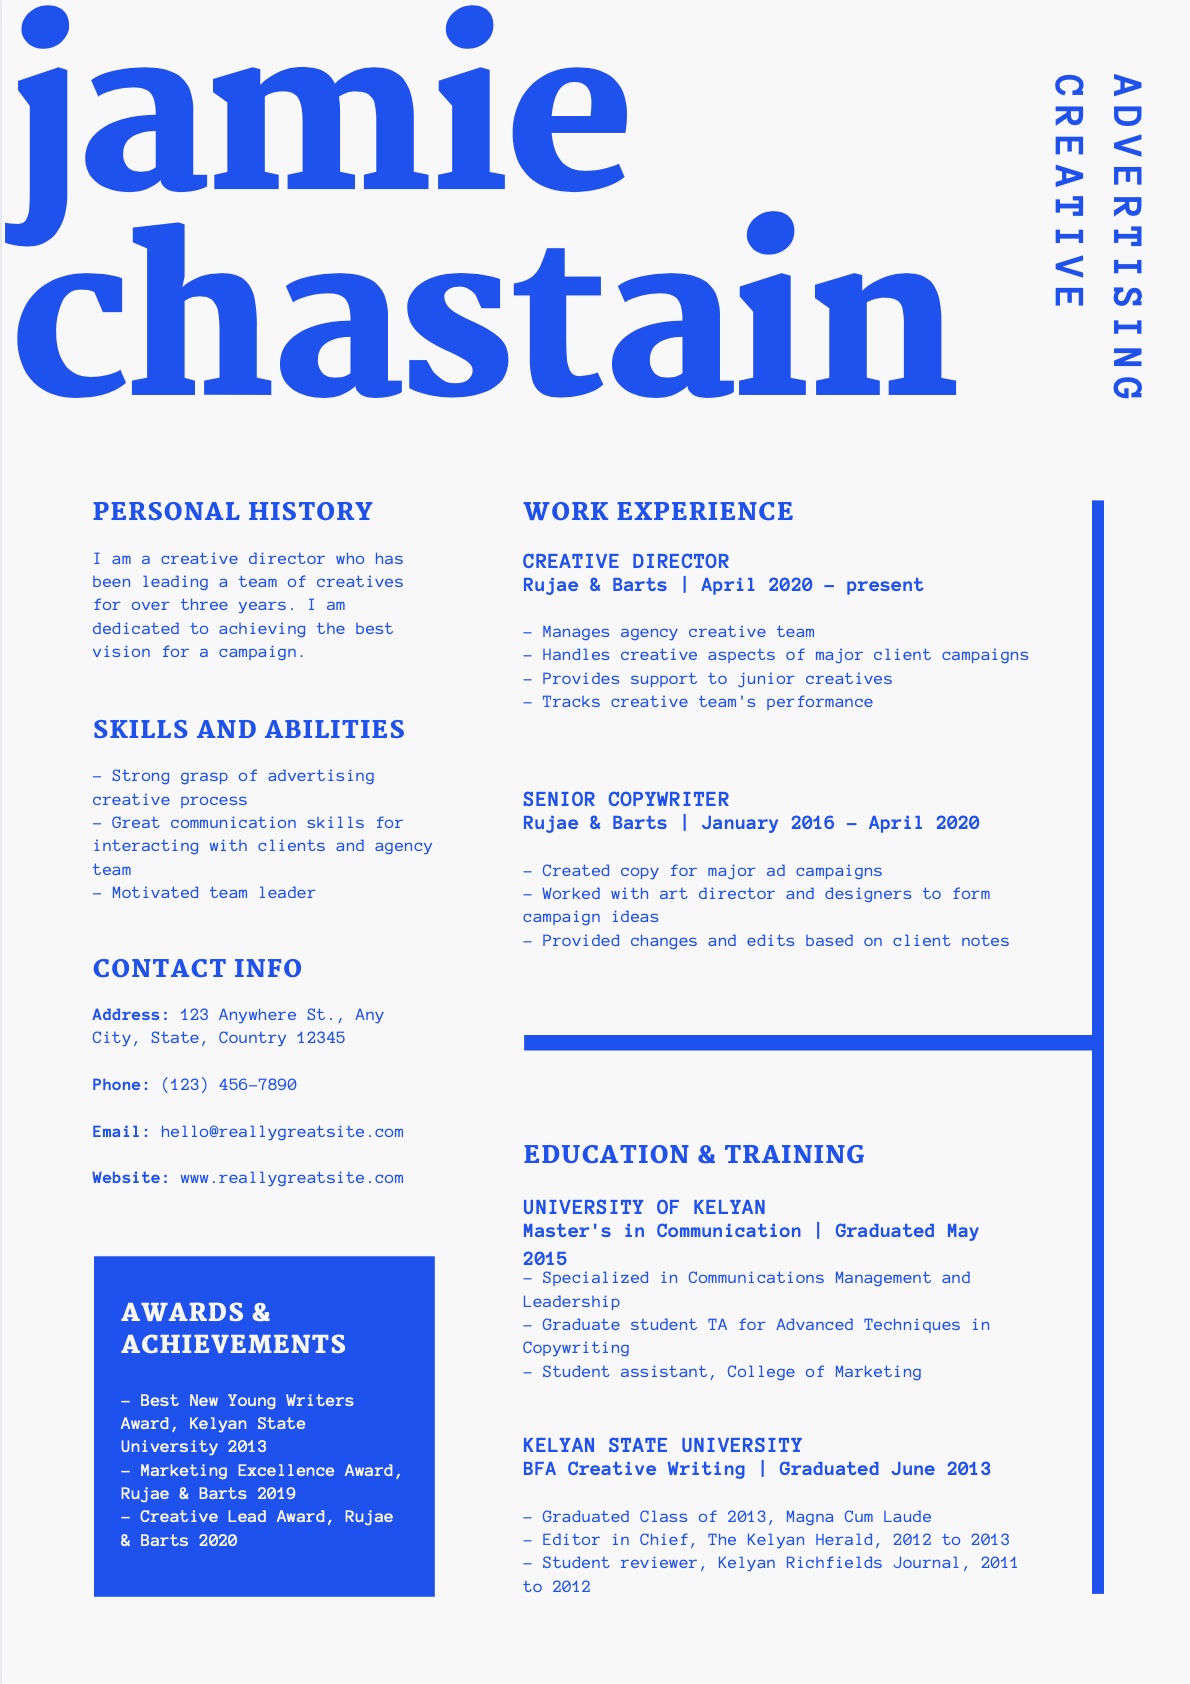 jamie
chastain
ADVERTISING
CREATIVE
PERSONAL HISTORY
I am a creative director who has
been leading a team of creatives
for over three years. I am
dedicated to achieving the best
vision for a campaign.
SKILLS AND ABILITIES
- Strong grasp of advertising
creative process
- Great communication skills for
interacting with clients and agency
team
- Motivated team leader
CONTACT INFO
Address: 123 Anywhere St., Any
City, State, Country 12345
Phone: (123) 456-7890
Email: hello@reallygreatsite.com
Website: www.reallygreatsite.com
AWARDS &
ACHIEVEMENTS
- Best New Young Writers
Award, Kelyan State
University 2013
- Marketing Excellence Award,
Rujae & Barts 2019
- Creative Lead Award, Rujae
& Barts 2020
WORK EXPERIENCE
CREATIVE DIRECTOR
Rujae & Barts | April 2020 - present
- Manages agency creative team
- Handles creative aspects of major client campaigns
- Provides support to junior creatives
- Tracks creative team's performance
SENIOR COPYWRITER
Rujae & Barts | January 2016 - April 2020
- Created copy for major ad campaigns
- Worked with art director and designers to form
campaign ideas
- Provided changes and edits based on client notes
EDUCATION & TRAINING
UNIVERSITY OF KELYAN
Master's in Communication | Graduated May
2015
- Specialized in Communications Management and
Leadership
- Graduate student TA for Advanced Techniques in
Copywriting
- Student assistant, College of Marketing
KELYAN STATE UNIVERSITY
BFA Creative Writing | Graduated June 2013
- Graduated Class of 2013, Magna Cum Laude
- Editor in Chief, The Kelyan Herald, 2012 to 2013
- Student reviewer, Kelyan Richfields Journal, 2011
to 2012